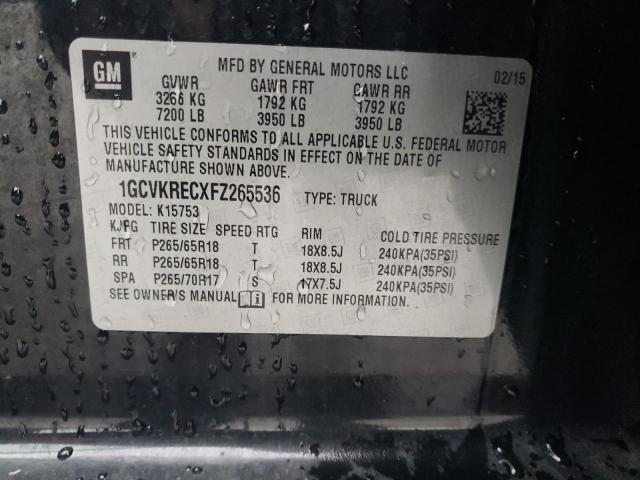 GM
MFD BY GENERAL MOTORS LLC 02/15
GVWR GAWR FRT GAWR RR
3266 KG 1792 KG 1792 KG
7200 LB 3950 LB 3950 LB
THIS VEHICLE CONFORMS TO ALL APPLICABLE U.S. FEDERAL MOTOR
VEHICLE SAFETY STANDARDS IN EFFECT ON THE DATE OF
MANUFACTURE SHOWN ABOVE.
1GCVKRECXFZ265536 TYPE: TRUCK
MODEL: K15753
KJFG TIRE SIZE SPEED RTG RIM COLD TIRE PRESSURE
FRT P265/65R18 T 18X8.5J 240KPA(35PSI)
RR P265/65R18 T 18X8.5J 240KPA(35PSI)
SPA P265/70R17 S 17X7.5J 240KPA(35PSI)
SEE OWNER'S MANUAL i FOR MORE INFORMATION.